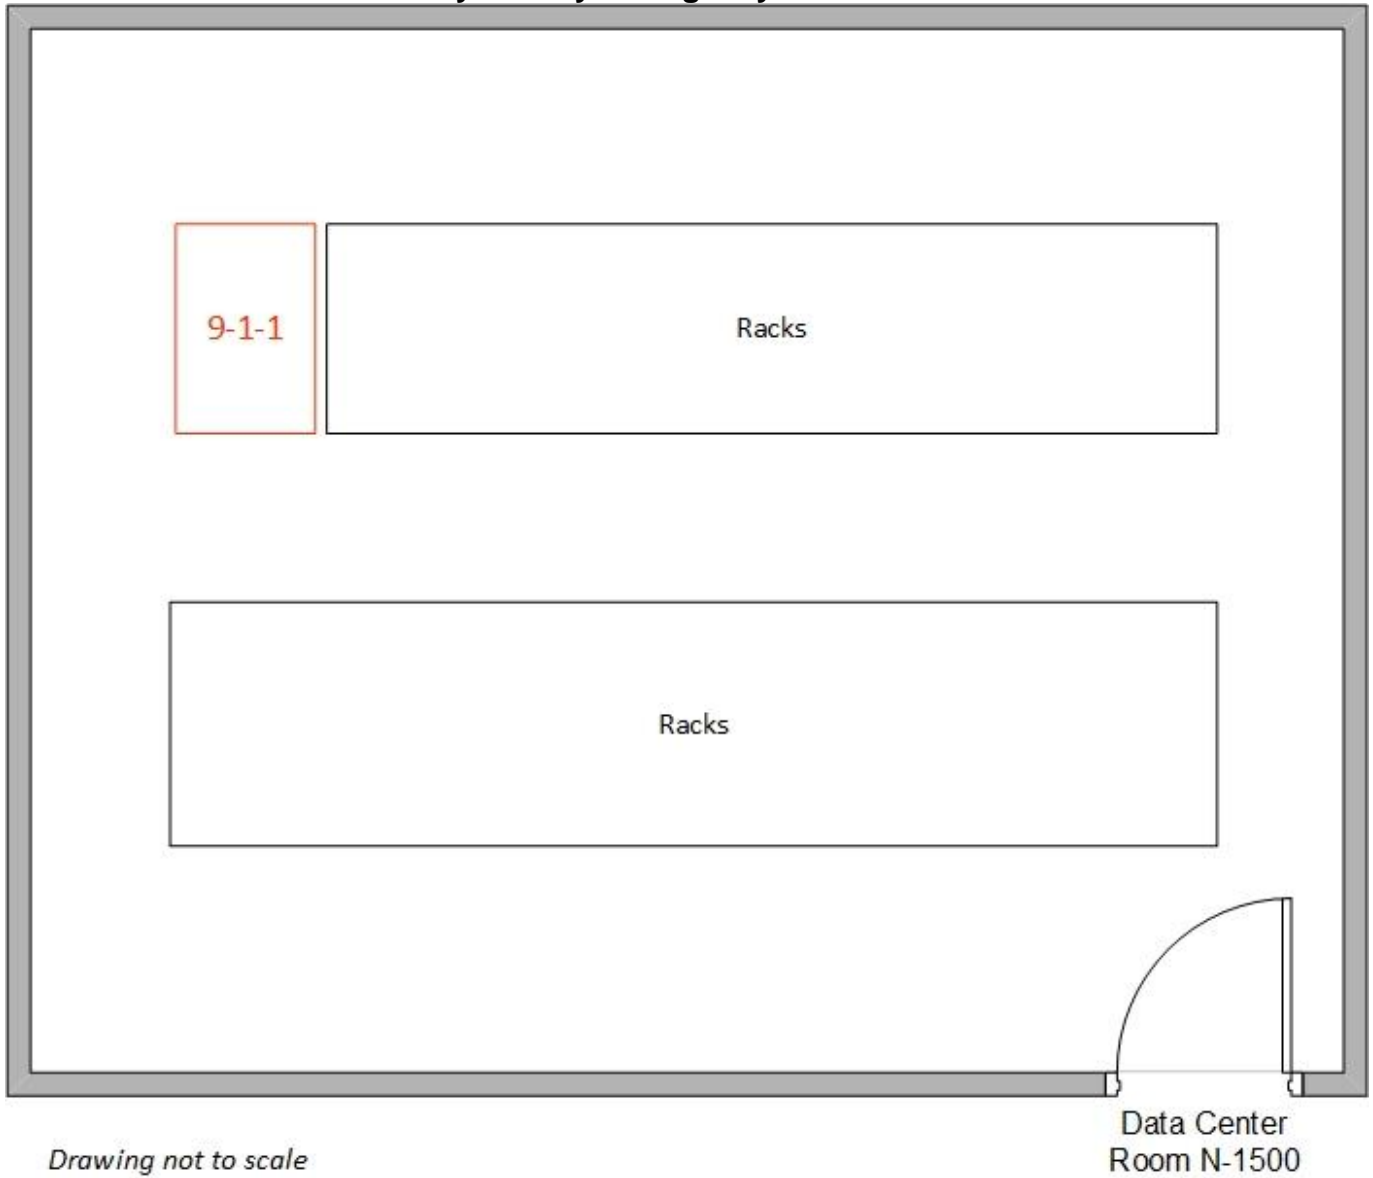 9-1-1
Racks
Racks
Data Center
Room N-1500
Drawing not to scale